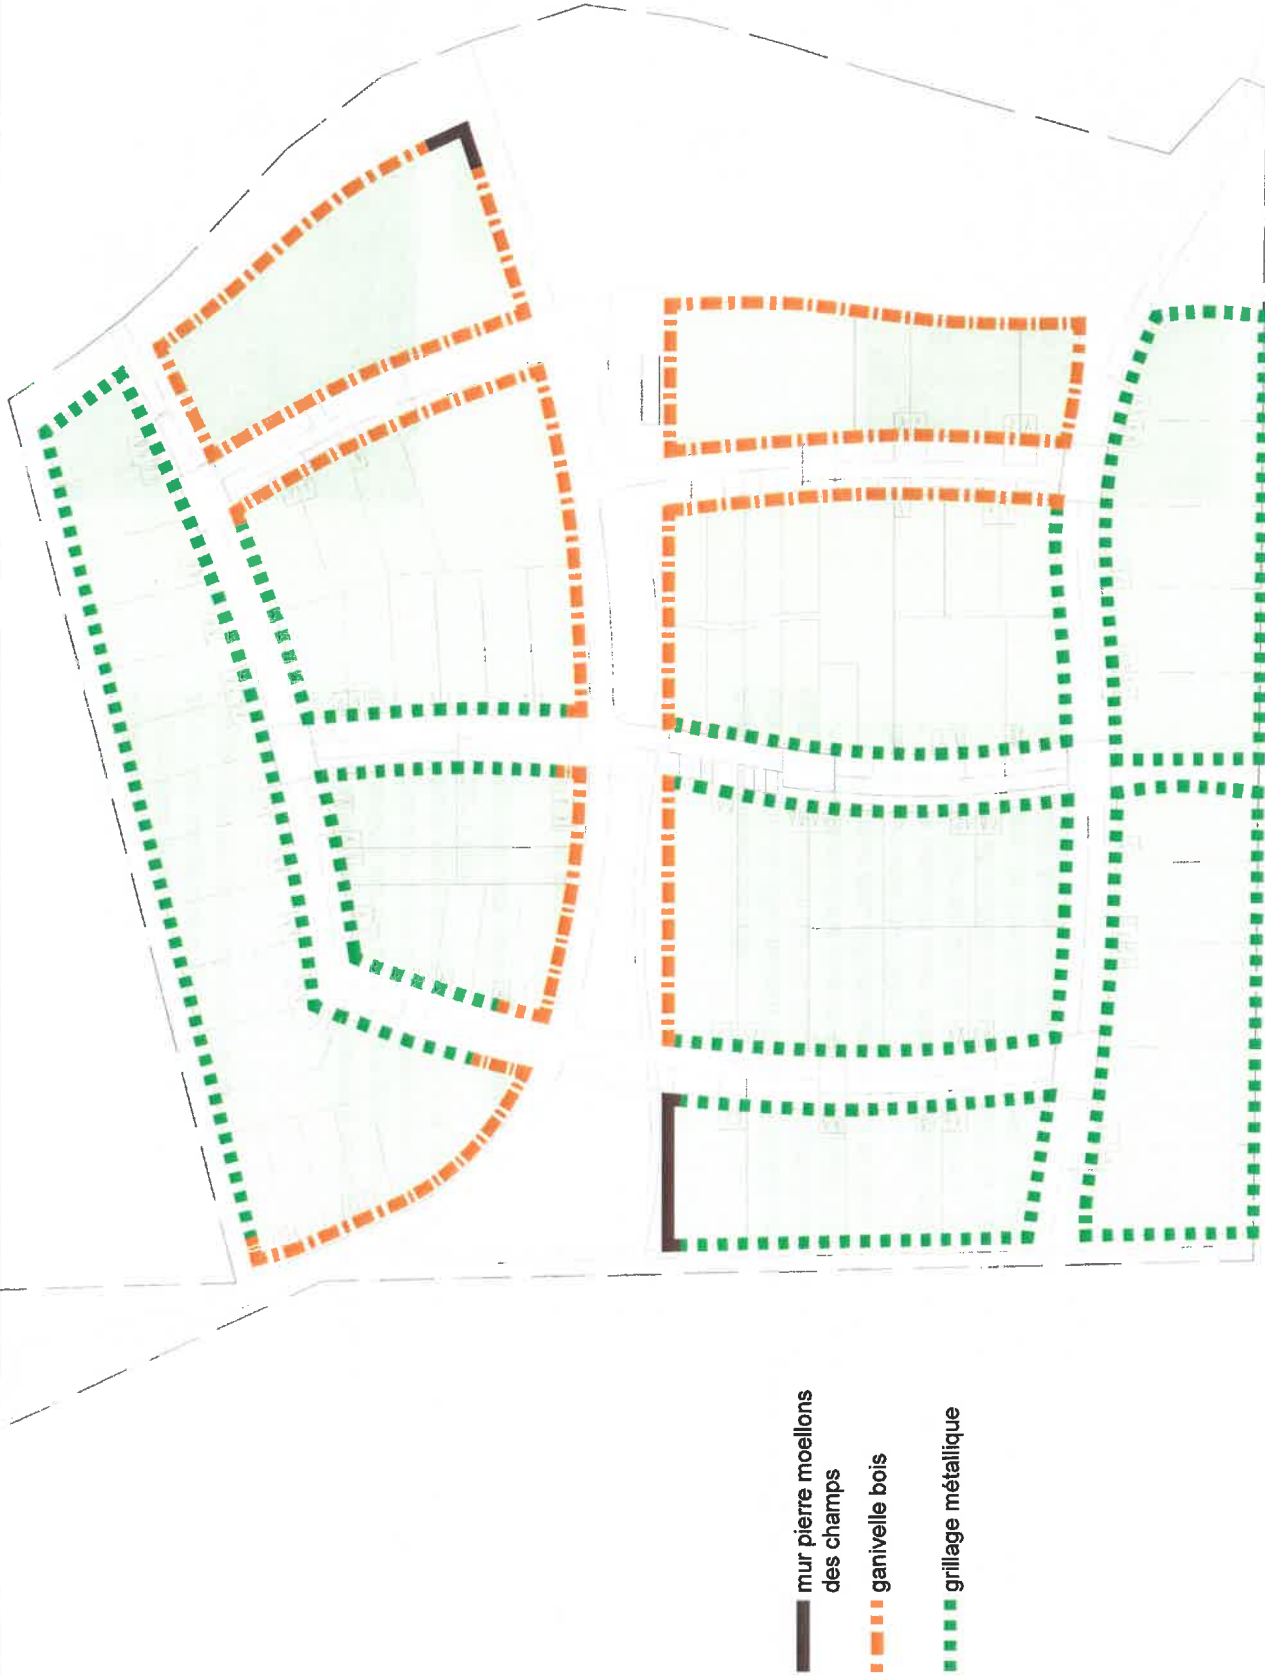 mur pierre moellons
des champs
ganivelle bois
grillage métallique